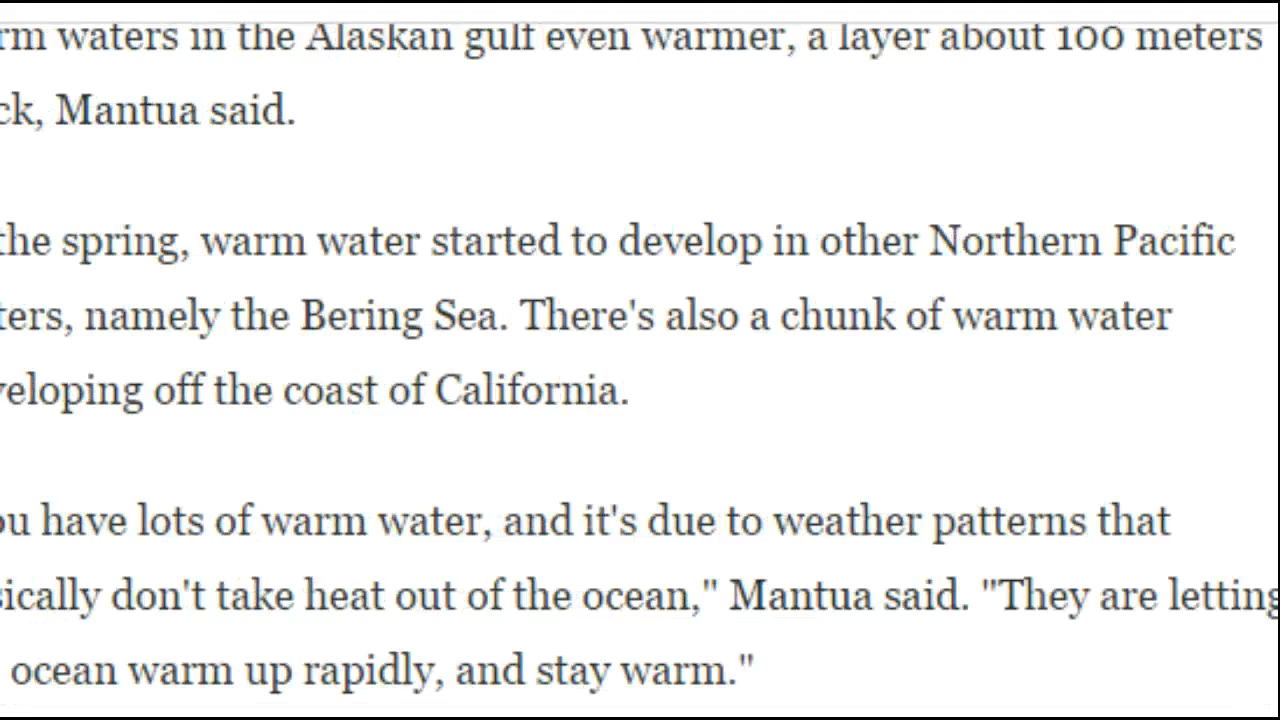 rm waters in the Alaskan gulf even warmer, a layer about 100 meters
ck, Mantua said.
the spring, warm water started to develop in other Northern Pacific
ters, namely the Bering Sea. There's also a chunk of warm water
veloping off the coast of California.
ou have lots of warm water, and it's due to weather patterns that
sically don't take heat out of the ocean," Mantua said. "They are letting
ocean warm up rapidly, and stay warm."